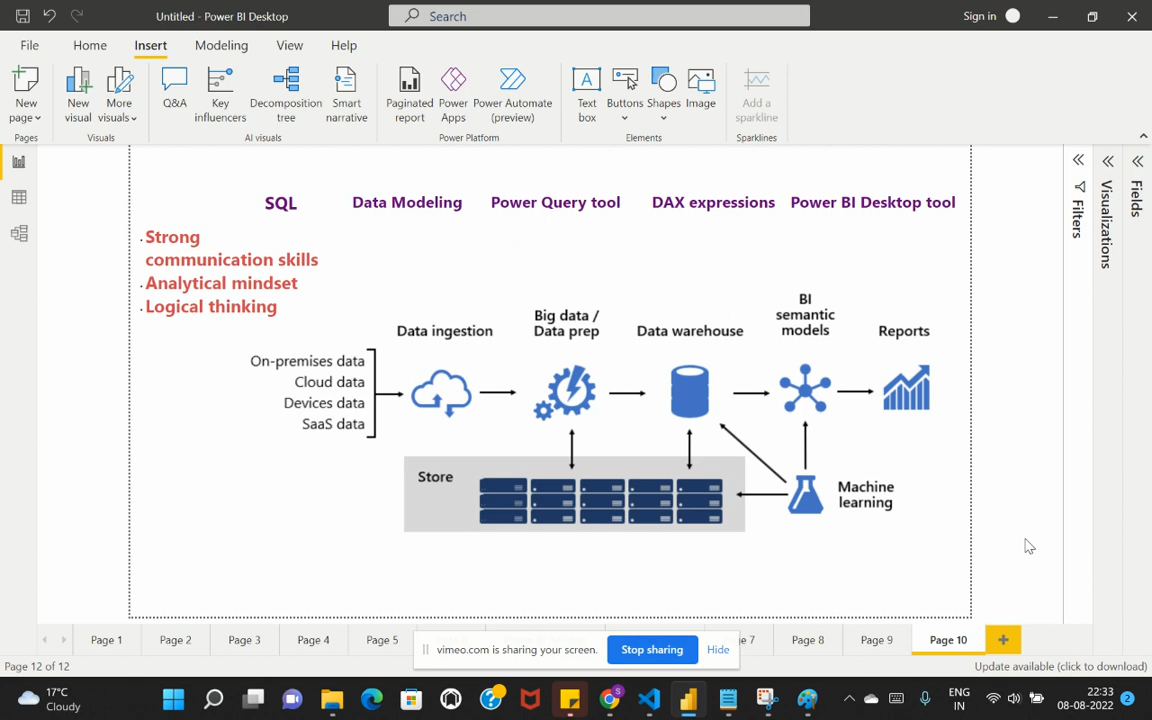 Untitled - Power BI Desktop
Search
Sign in
File
Home
Insert
Modeling
View
Help
New page
New visual
More visuals
Q&A
Key influencers
Decomposition tree
Smart narrative
Paginated report
Power Apps
Power Automate (preview)
Text box
Buttons
Shapes
Image
Add a sparkline
Pages
Visuals
AI visuals
Power Platform
Elements
Sparklines
SQL
Data Modeling
Power Query tool
DAX expressions
Power BI Desktop tool
. Strong
communication skills
. Analytical mindset
. Logical thinking
Data ingestion
Big data /
Data prep
Data warehouse
BI
semantic
models
Reports
On-premises data
Cloud data
Devices data
SaaS data
Store
Machine
learning
Filters
Visualizations
Fields
Page 1
Page 2
Page 3
Page 4
Page 5
Page 8
Page 9
Page 10
vimeo.com is sharing your screen.
Stop sharing
Hide
Page 12 of 12
Update available (click to download)
17°C
Cloudy
ENG
IN
22:33
08-08-2022
2